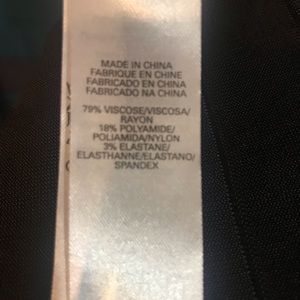 MADE IN CHINA
FABRIQUE EN CHINE
FABRICADO EN CHINA
FABRICADO NA CHINA
79% VISCOSE/VISCOSA/
RAYON
18% POLYAMIDE/
POLIAMIDA/NYLON
3% ELASTANE/
ELASTHANNE/ELASTANO/
SPANDEX